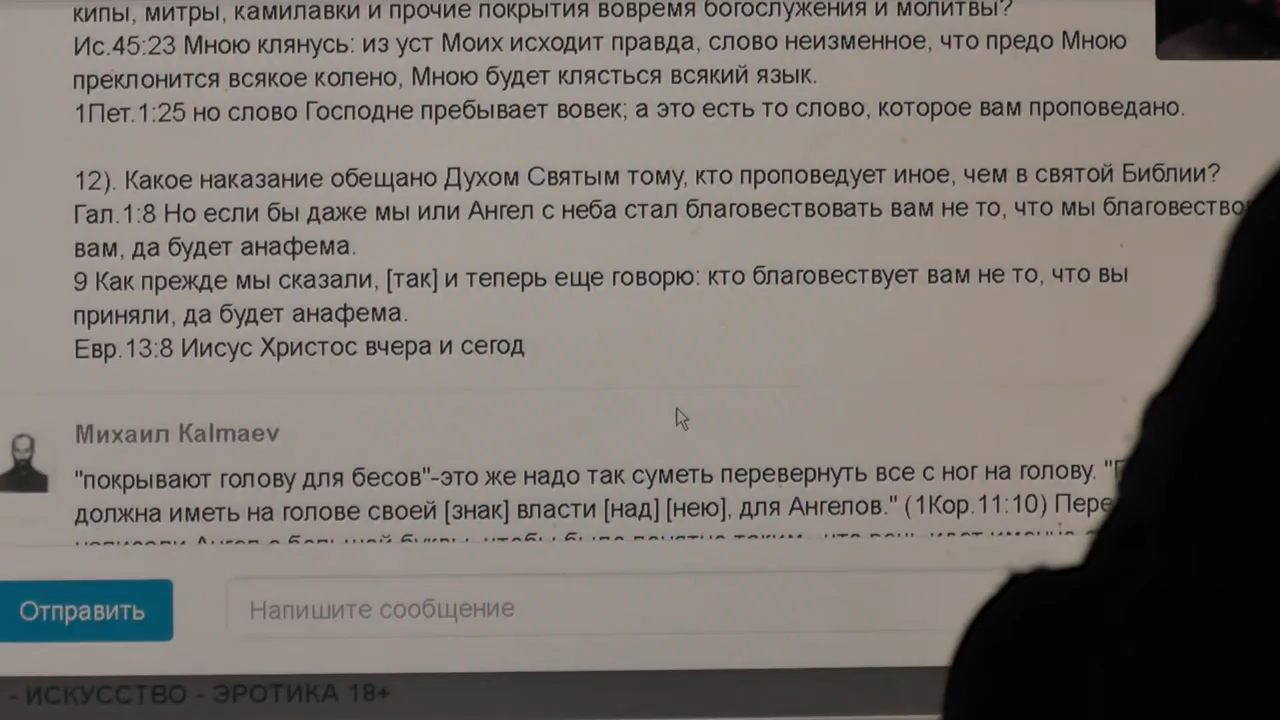 кипы, митры, камилавки и прочие покрытия вовремя богослужения и молитвы?
Ис.45:23 Мною клянусь: из уст Моих исходит правда, слово неизменное, что предо Мною
преклонится всякое колено, Мною будет клясться всякий язык.
1Пет.1:25 но слово Господне пребывает вовек; а это есть то слово, которое вам проповедано.
12). Какое наказание обещано Духом Святым тому, кто проповедует иное, чем в святой Библии?
Гал.1:8 Но если бы даже мы или Ангел с неба стал благовествовать вам не то, что мы благовество
вам, да будет анафема.
9 Как прежде мы сказали, [так] и теперь еще говорю: кто благовествует вам не то, что вы
приняли, да будет анафема.
Евр.13:8 Иисус Христос вчера и сегод
Михаил Kalmaev
"покрывают голову для бесов"-это же надо так суметь перевернуть все с ног на голову. "
должна иметь на голове своей [знак] власти [над] [нею], для Ангелов." (1Кор.11:10) Пере
Отправить
Напишите сообщение
- ИСКУССТВО - ЭРОТИКА 18+